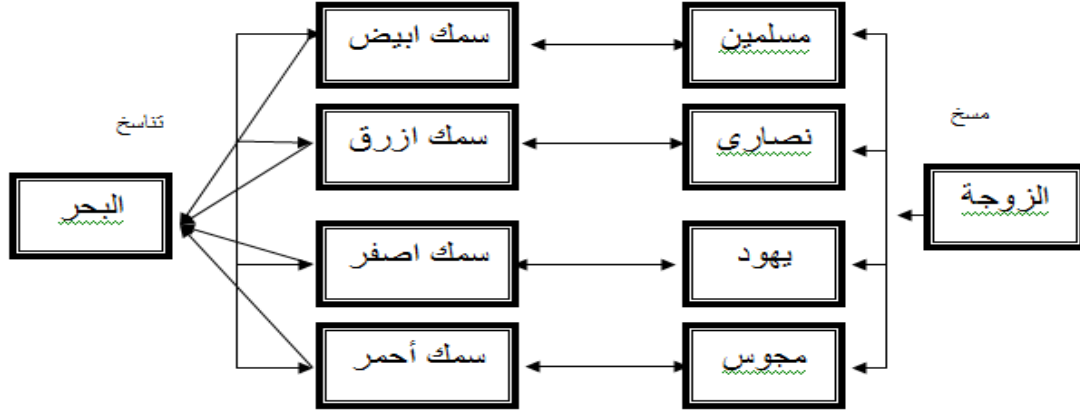 مسلمين
سمك ابيض
مسخ
تناسخ
نصارى
سمك ازرق
الزوجة
البحر
يهود
سمك اصفر
مجوس
سمك أحمر